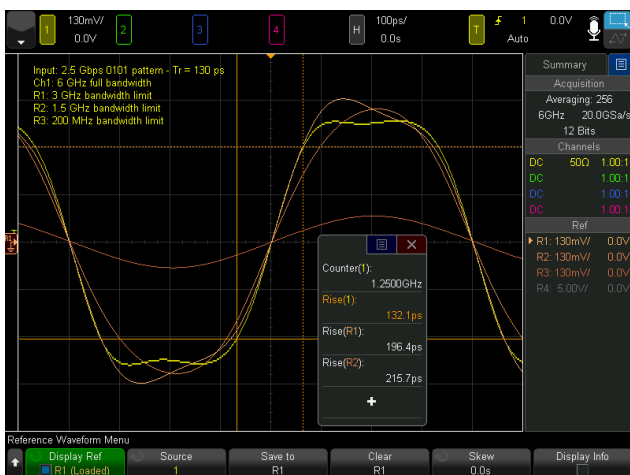 1 130mV/ 0.0V 2 3 4 H 100ps/ 0.0s T 1 0.0V Auto
Input: 2.5 Gbps 0101 pattern - Tr = 130 ps
Ch1: 6 GHz full bandwidth
R1: 3 GHz bandwidth limit
R2: 1.5 GHz bandwidth limit
R3: 200 MHz bandwidth limit
Summary
Acquisition
Averaging: 256
6GHz 20.0GSa/s
12 Bits
Channels
DC 50Ω 1.00:1
DC 1.00:1
DC 1.00:1
DC 1.00:1
Ref
R1: 130mV/ 0.0V
R2: 130mV/ 0.0V
R3: 130mV/ 0.0V
R4: 5.00V/ 0.0V
R1
Counter(1):
1.2500GHz
Rise(1):
132.1ps
Rise(R1):
196.4ps
Rise(R2):
215.7ps
Reference Waveform Menu
Display Ref Source Save to Clear Skew Display Info
R1 (Loaded) 1 R1 R1 0.0s